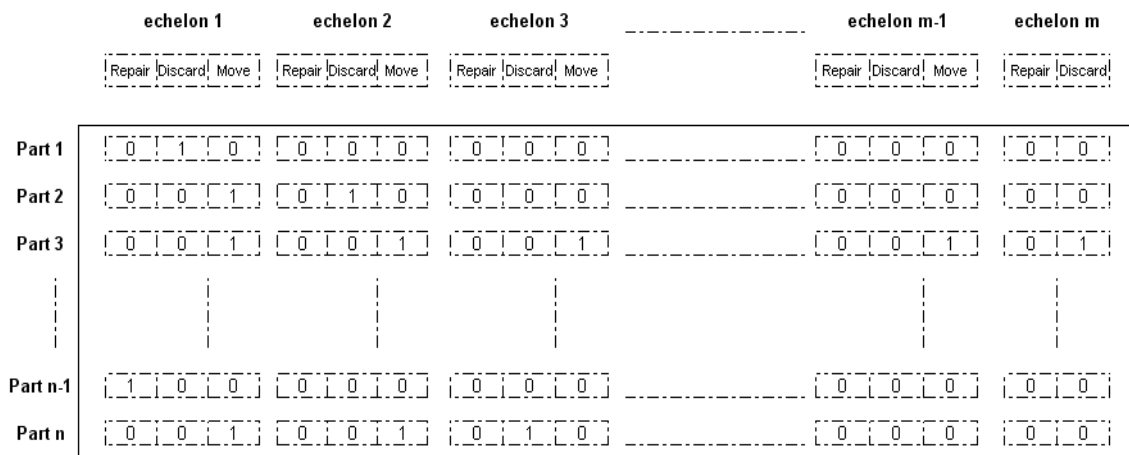 echelon 1 echelon 2 echelon 3 echelon m-1 echelon m
Repair Discard Move Repair Discard Move Repair Discard Move Repair Discard Move Repair Discard
Part 1 0 1 0 0 0 0 0 0 0 0 0 0 0 0
Part 2 0 0 1 0 1 0 0 0 0 0 0 0 0 0
Part 3 0 0 1 0 0 1 0 0 1 0 0 1 0 1
Part n-1 1 0 0 0 0 0 0 0 0 0 0 0 0 0
Part n 0 0 1 0 0 1 0 1 0 0 0 0 0 0